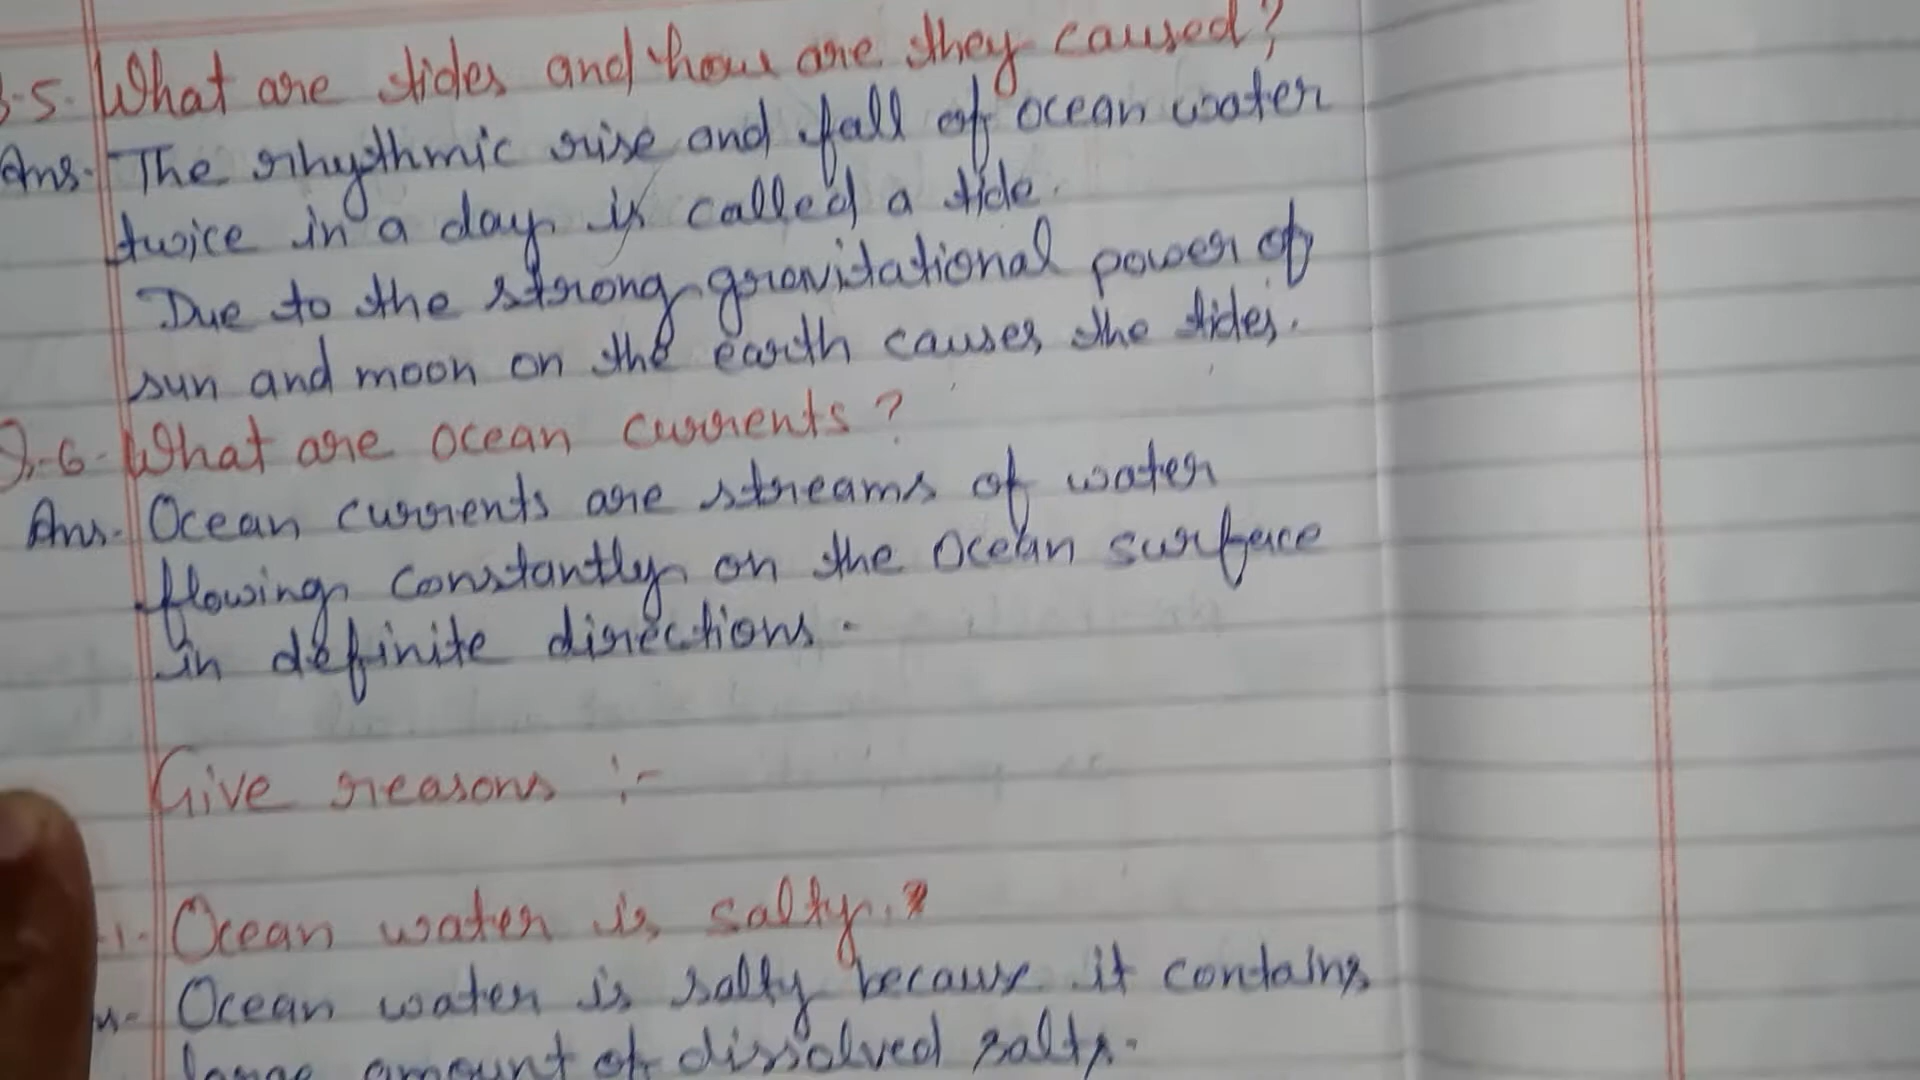 -5. What are tides and how are they caused?
Ans. The rhythmic rise and fall of ocean water
twice in a day is called a tide.
Due to the strong gravitational power of
sun and moon on the earth causes the tides.
-6. What are ocean currents?
Ans. Ocean currents are streams of water
flowing constantly on the ocean surface
in definite directions.
Give reasons :-
-1. Ocean water is salty.
Ocean water is salty because it contains
large amount of dissolved salts.